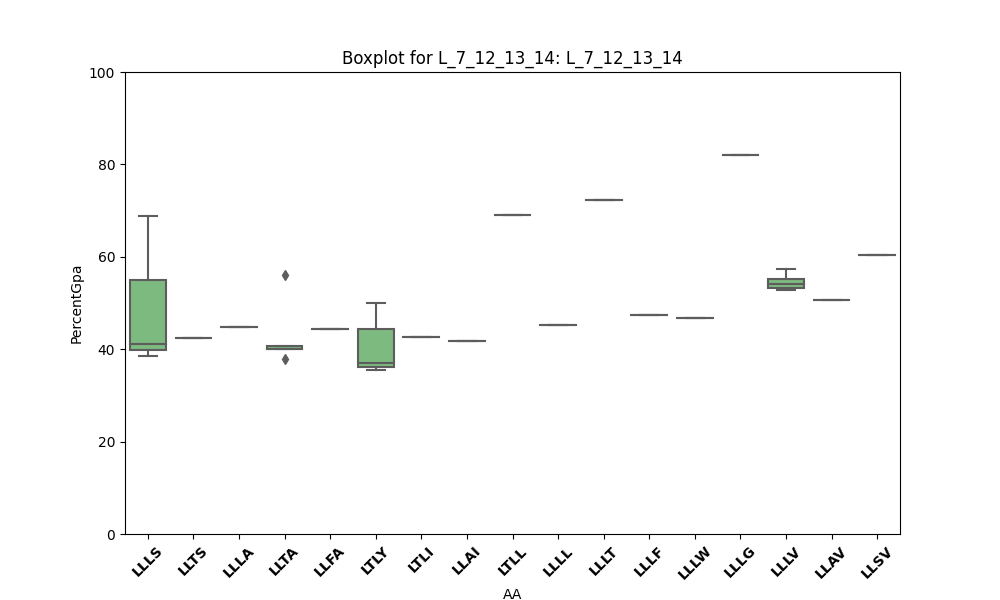 Boxplot for L_7_12_13_14: L_7_12_13_14
100
80
60
40
20
0
PercentGpa
LLLS LLTS LLLA LLTA LLFA LTLY LTLI LLAI LTLL LLLL LLLT LLLF LLLW LLLG LLLV LLAV LLSV
AA